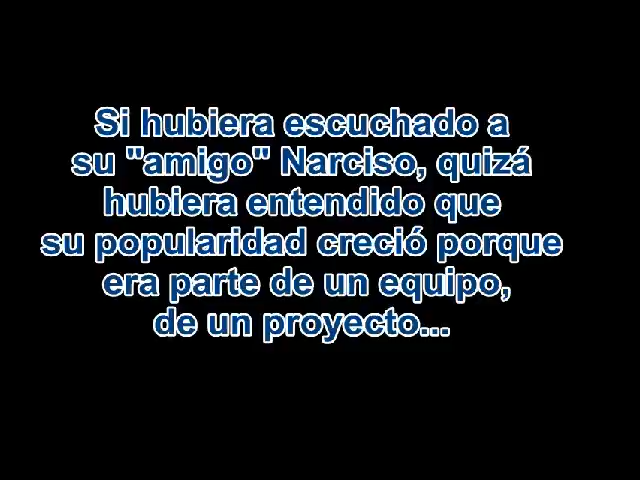 Si hubiera escuchado a
su "amigo" Narciso, quizá
hubiera entendido que
su popularidad creció porque
era parte de un equipo,
de un proyecto...